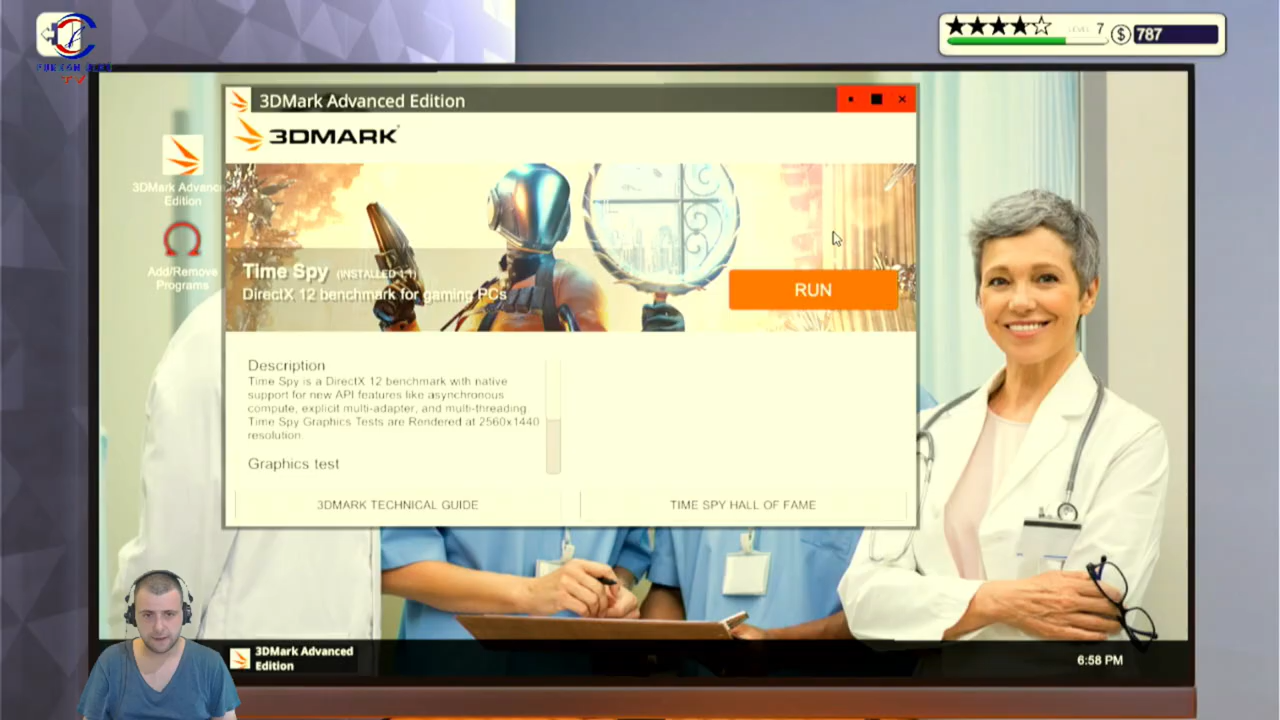 LEVEL 7
$ 787
3DMark Advanced Edition
3DMARK
3DMark Advanc
Edition
Add/Remove
Programs
Time Spy (INSTALLED 1.1)
DirectX 12 benchmark for gaming PCs
RUN
Description
Time Spy is a DirectX 12 benchmark with native
support for new API features like asynchronous
compute, explicit multi-adapter, and multi-threading.
Time Spy Graphics Tests are Rendered at 2560x1440
resolution.
Graphics test
3DMARK TECHNICAL GUIDE
TIME SPY HALL OF FAME
3DMark Advanced
Edition
6:58 PM
TV